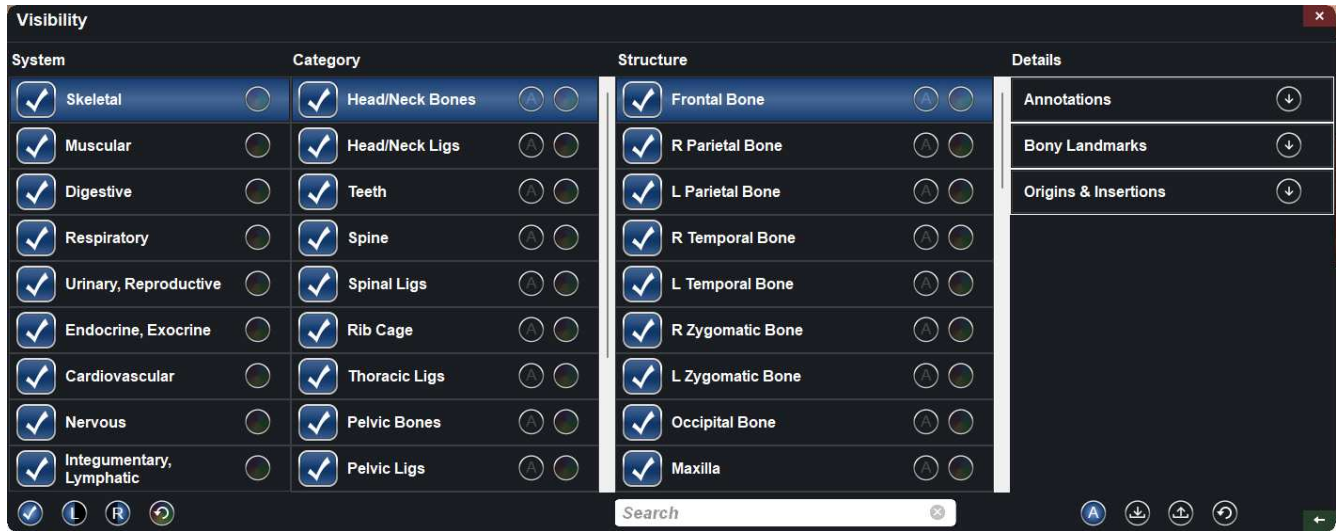 Visibility
System Category Structure Details
Skeletal Head/Neck Bones A Frontal Bone A Annotations
Muscular Head/Neck Ligs A R Parietal Bone A Bony Landmarks
Digestive Teeth A L Parietal Bone A Origins & Insertions
Respiratory Spine A R Temporal Bone A
Urinary, Reproductive Spinal Ligs A L Temporal Bone A
Endocrine, Exocrine Rib Cage A R Zygomatic Bone A
Cardiovascular Thoracic Ligs A L Zygomatic Bone A
Nervous Pelvic Bones A Occipital Bone A
Integumentary,
Lymphatic Pelvic Ligs A Maxilla A
L R Search A